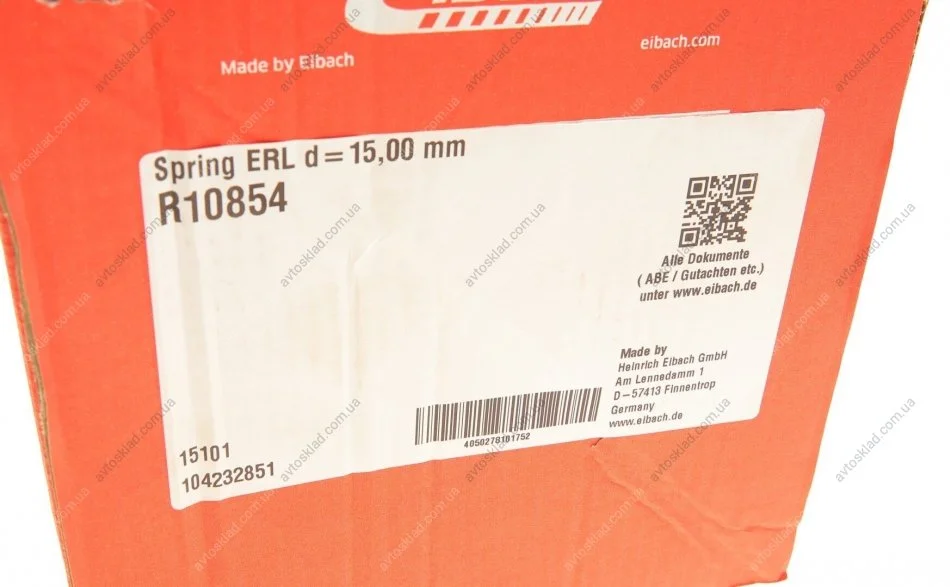 Made by Eibach
eibach.com
Spring ERL d=15,00 mm
R10854
Alle Dokumente
( ABE / Gutachten etc.)
unter www.eibach.de
Made by
Heinrich Eibach GmbH
Am Lennedamm 1
D-57413 Finnentrop
Germany
www.eibach.de
4050278101752
15101
104232851
avtosklad.com.ua